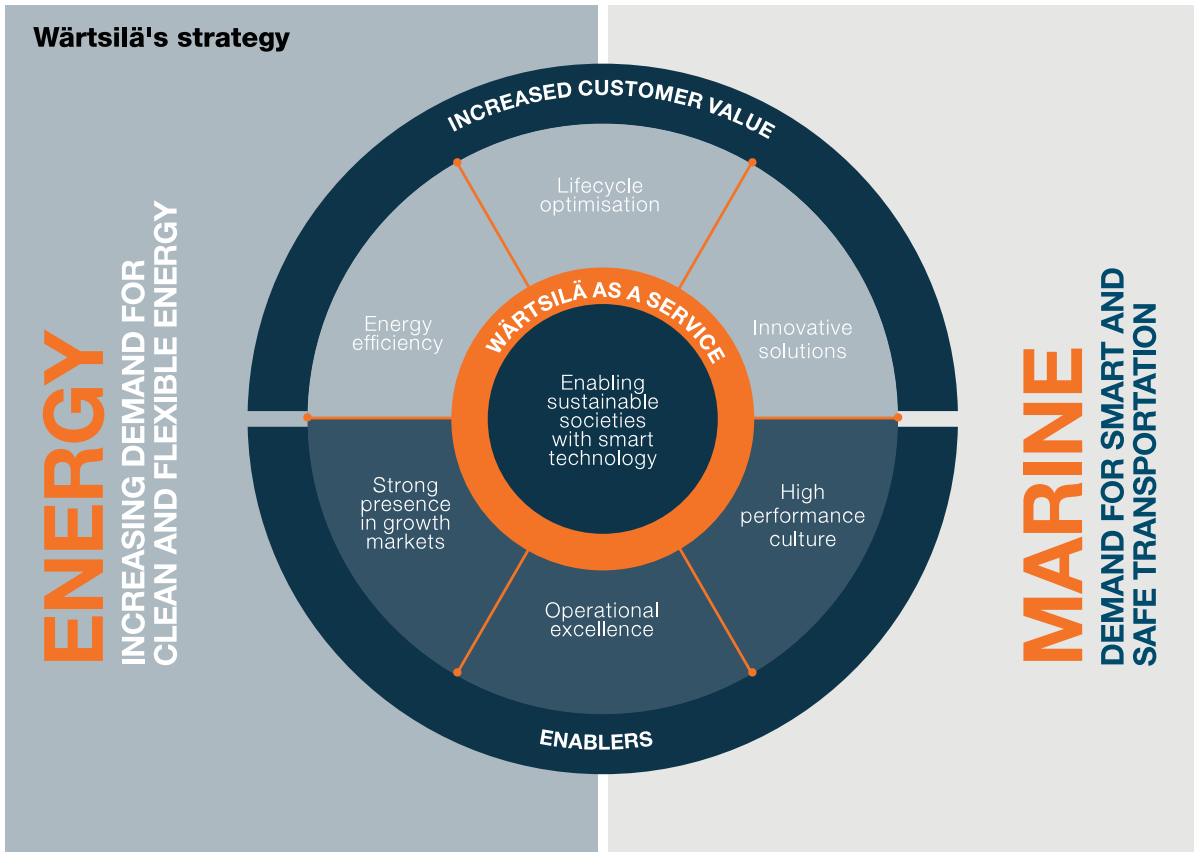 Wärtsilä's strategy
ENERGY
INCREASING DEMAND FOR
CLEAN AND FLEXIBLE ENERGY
INCREASED CUSTOMER VALUE
Lifecycle
optimisation
Energy
efficiency
Innovative
solutions
WÄRTSILÄ AS A SERVICE
Enabling
sustainable
societies
with smart
technology
Strong
presence
in growth
markets
High
performance
culture
Operational
excellence
ENABLERS
MARINE
DEMAND FOR SMART AND
SAFE TRANSPORTATION